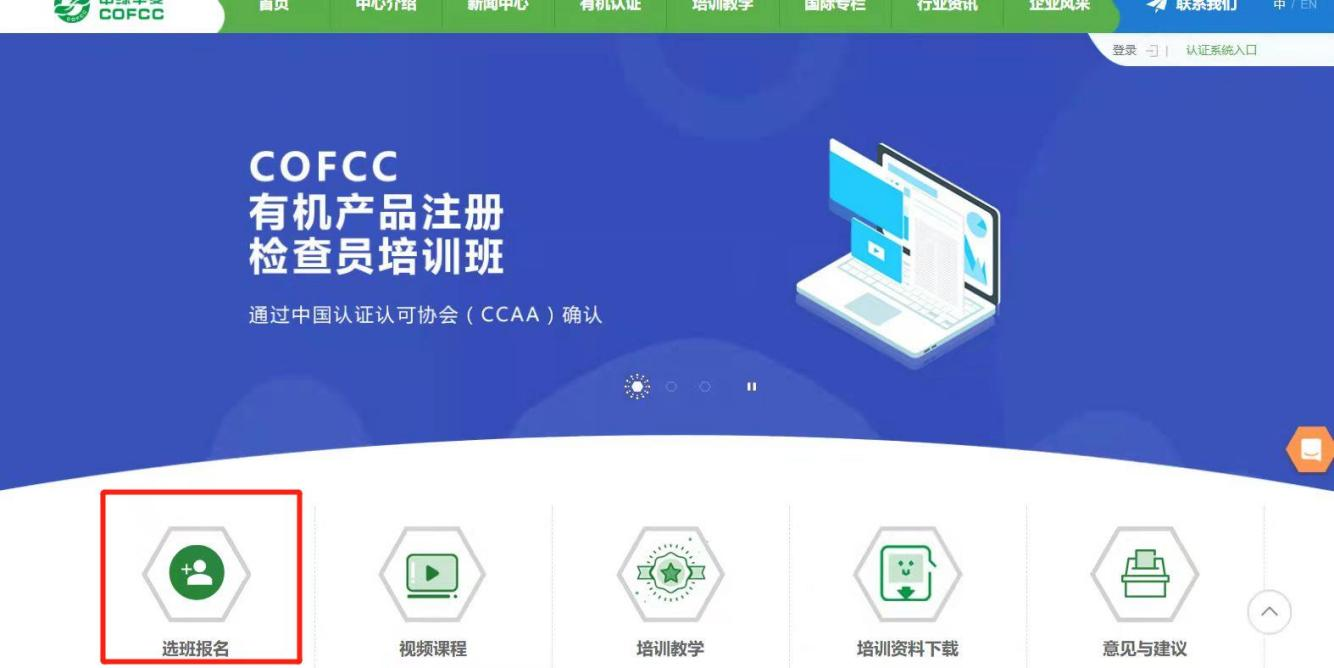 COFCC
首页
中心介绍
新闻中心
有机认证
培训教学
国际专栏
行业资讯
企业风采
联系我们
中 / EN
登录 | 认证系统入口
COFCC
有机产品注册
检查员培训班
通过中国认证认可协会（CCAA）确认
选班报名
视频课程
培训教学
培训资料下载
意见与建议